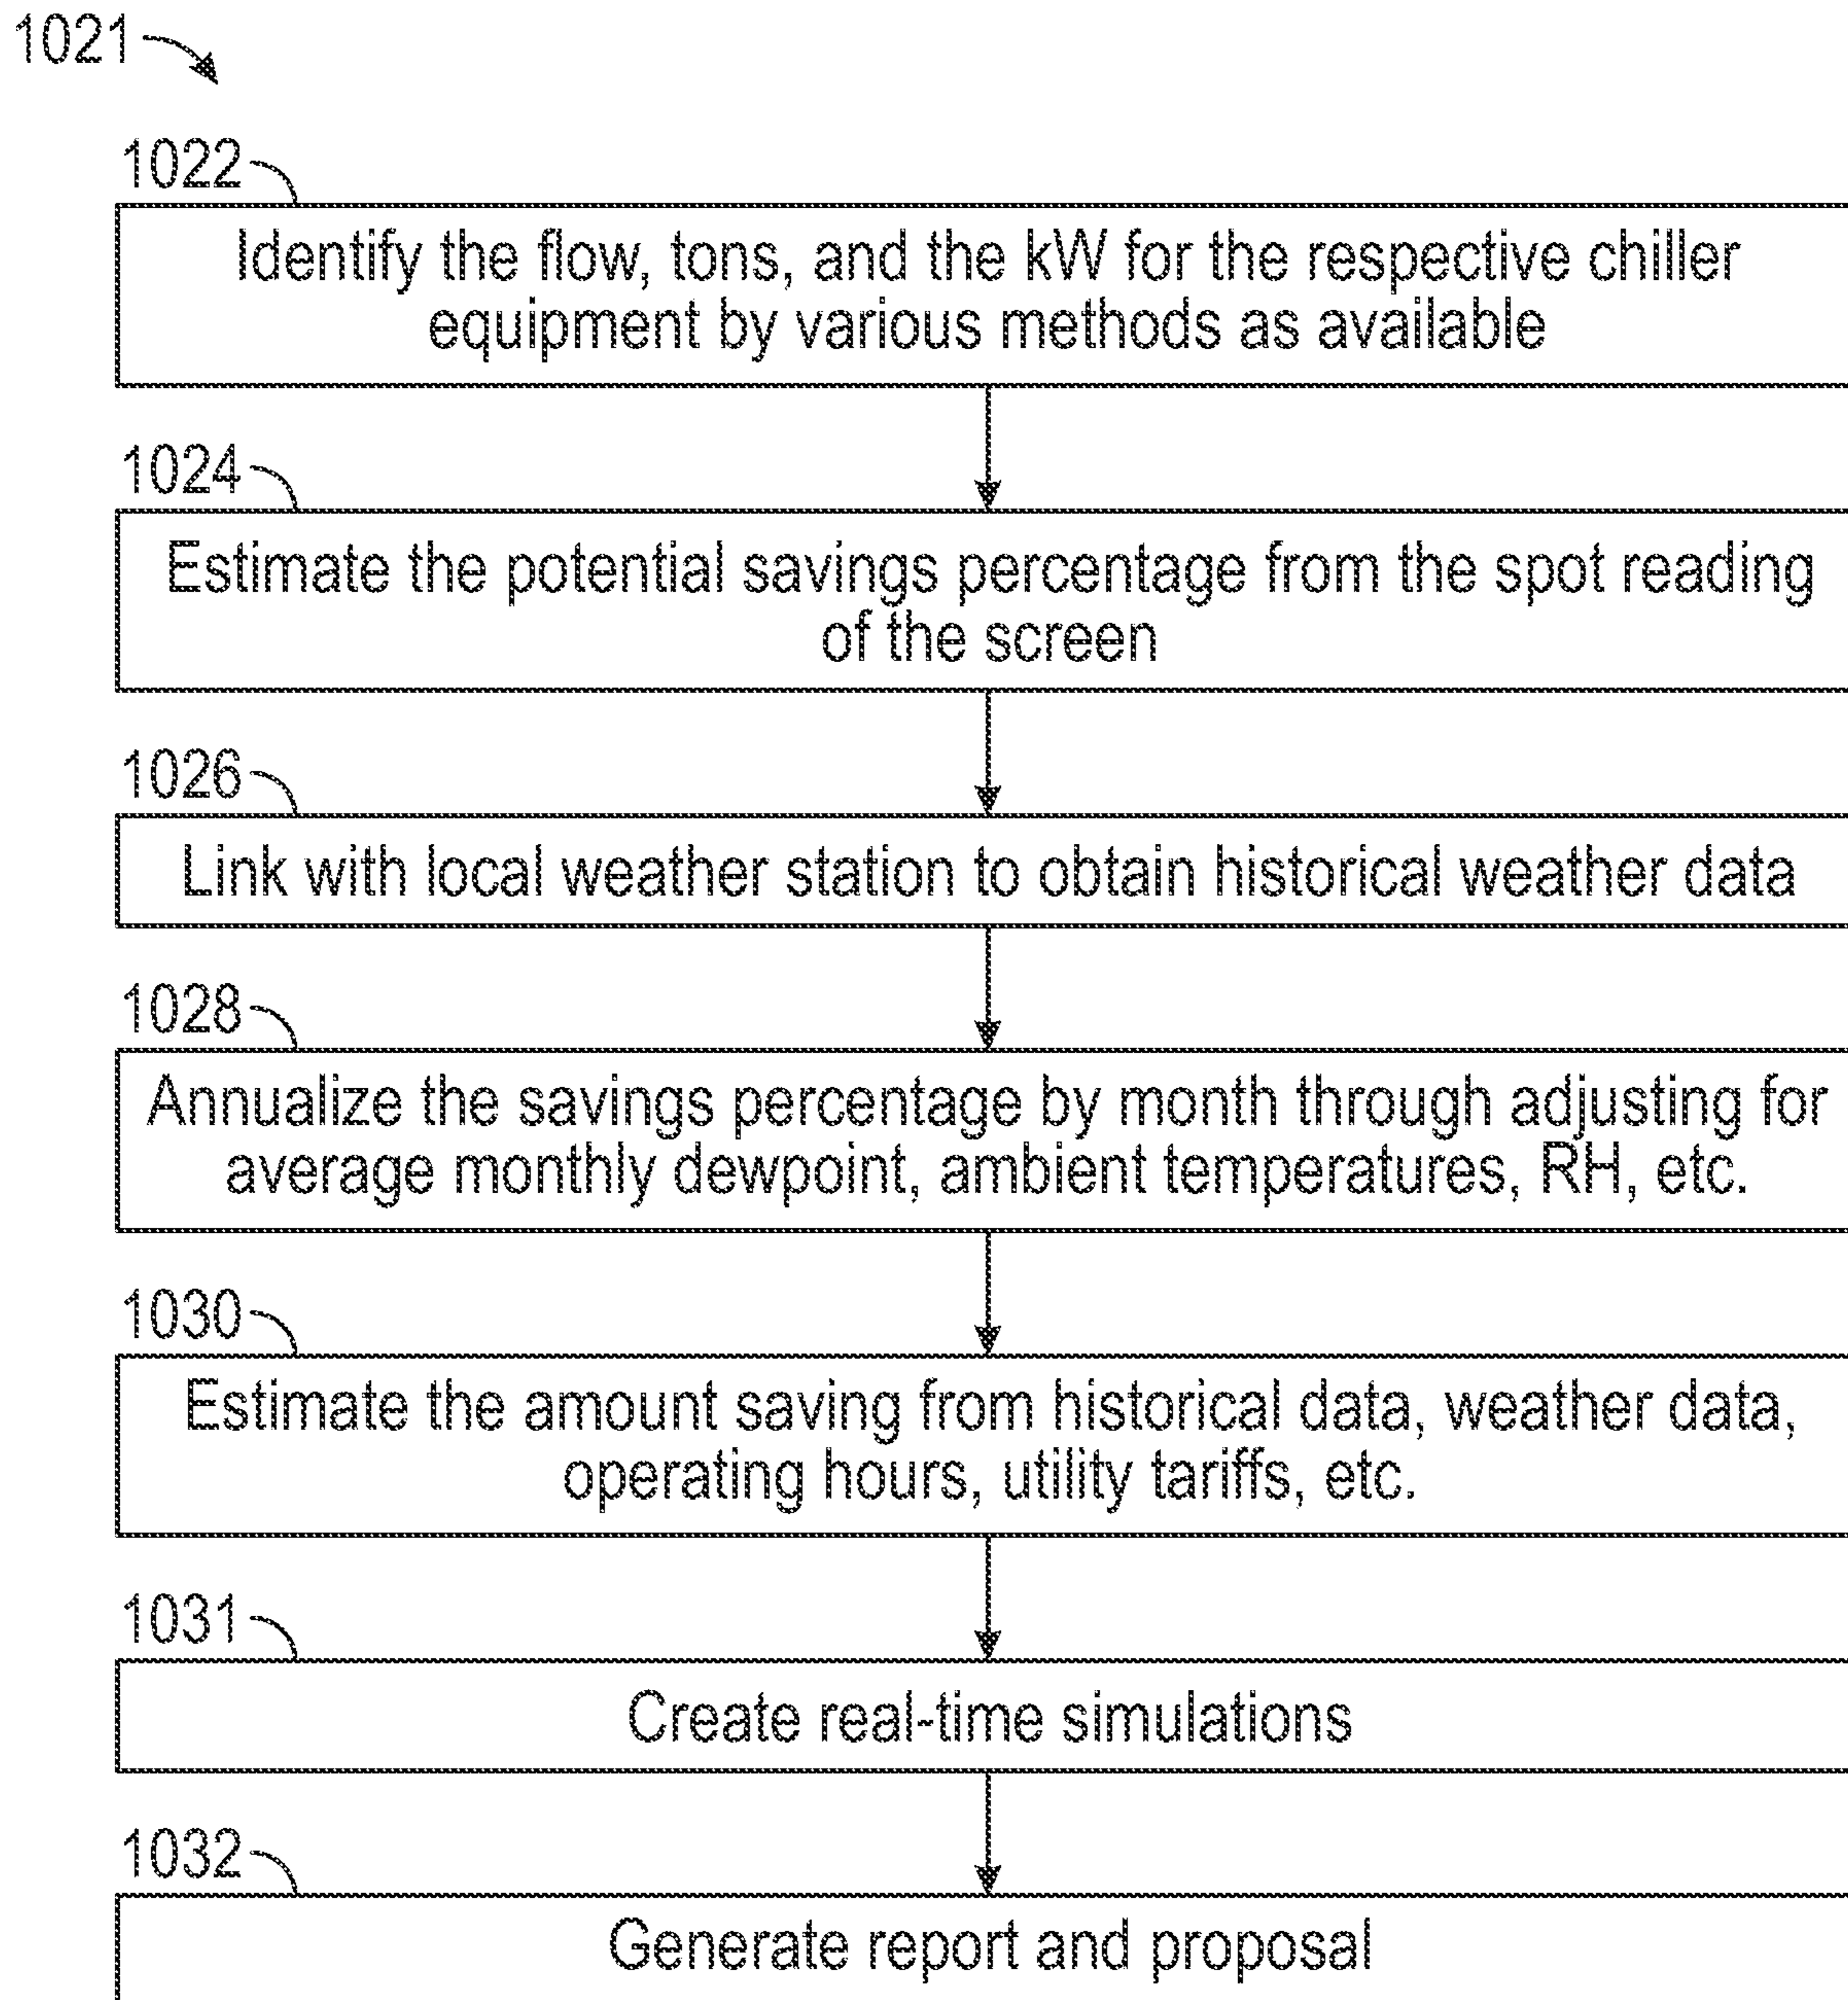 1021
1022
Identify the flow, tons, and the kW for the respective chiller
equipment by various methods as available
1024
Estimate the potential savings percentage from the spot reading
of the screen
1026
Link with local weather station to obtain historical weather data
1028
Annualize the savings percentage by month through adjusting for
average monthly dewpoint, ambient temperatures, RH, etc.
1030
Estimate the amount saving from historical data, weather data,
operating hours, utility tariffs, etc.
1031
Create real-time simulations
1032
Generate report and proposal